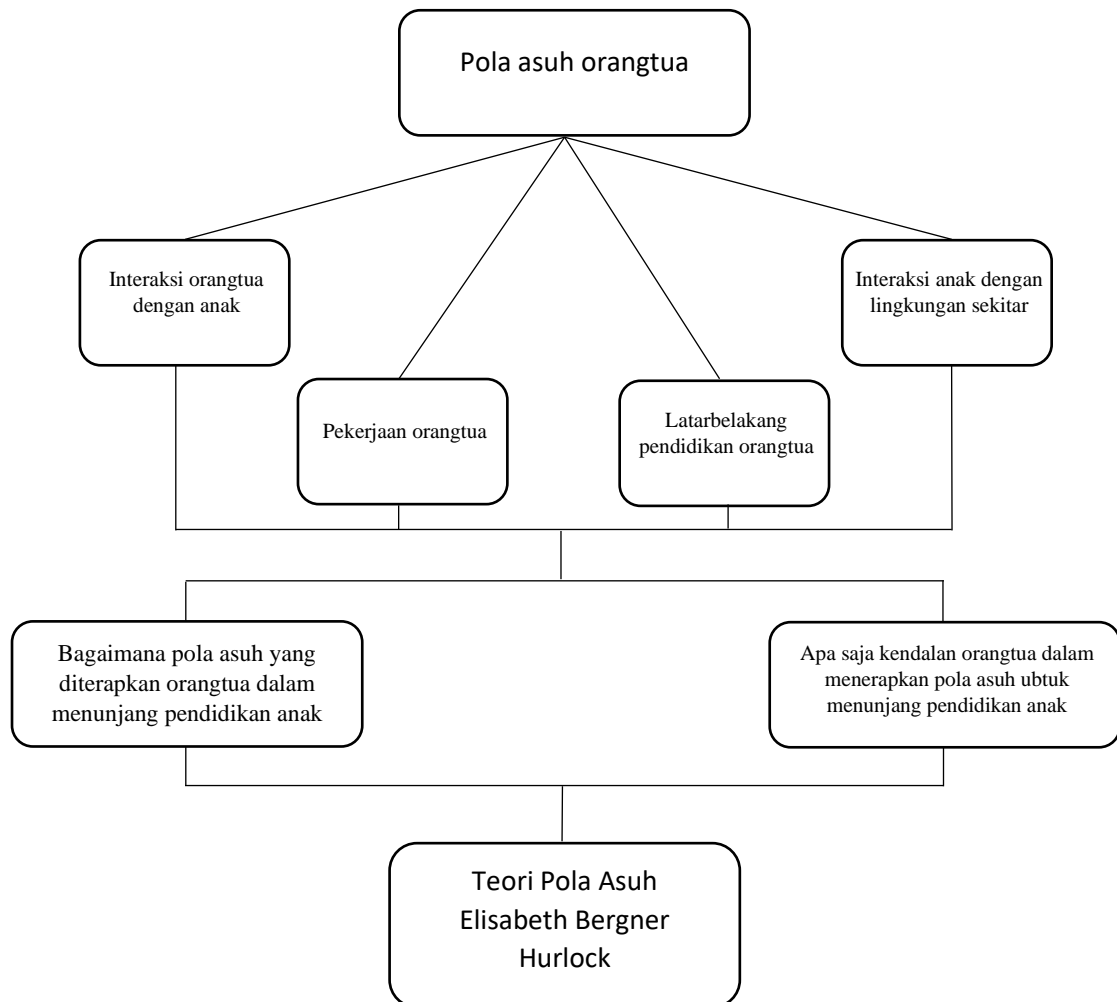 Pola asuh orangtua
Interaksi orangtua
dengan anak
Interaksi anak dengan
lingkungan sekitar
Pekerjaan orangtua
Latarbelakang
pendidikan orangtua
Bagaimana pola asuh yang
diterapkan orangtua dalam
menunjang pendidikan anak
Apa saja kendalan orangtua dalam
menerapkan pola asuh ubtuk
menunjang pendidikan anak
Teori Pola Asuh
Elisabeth Bergner
Hurlock